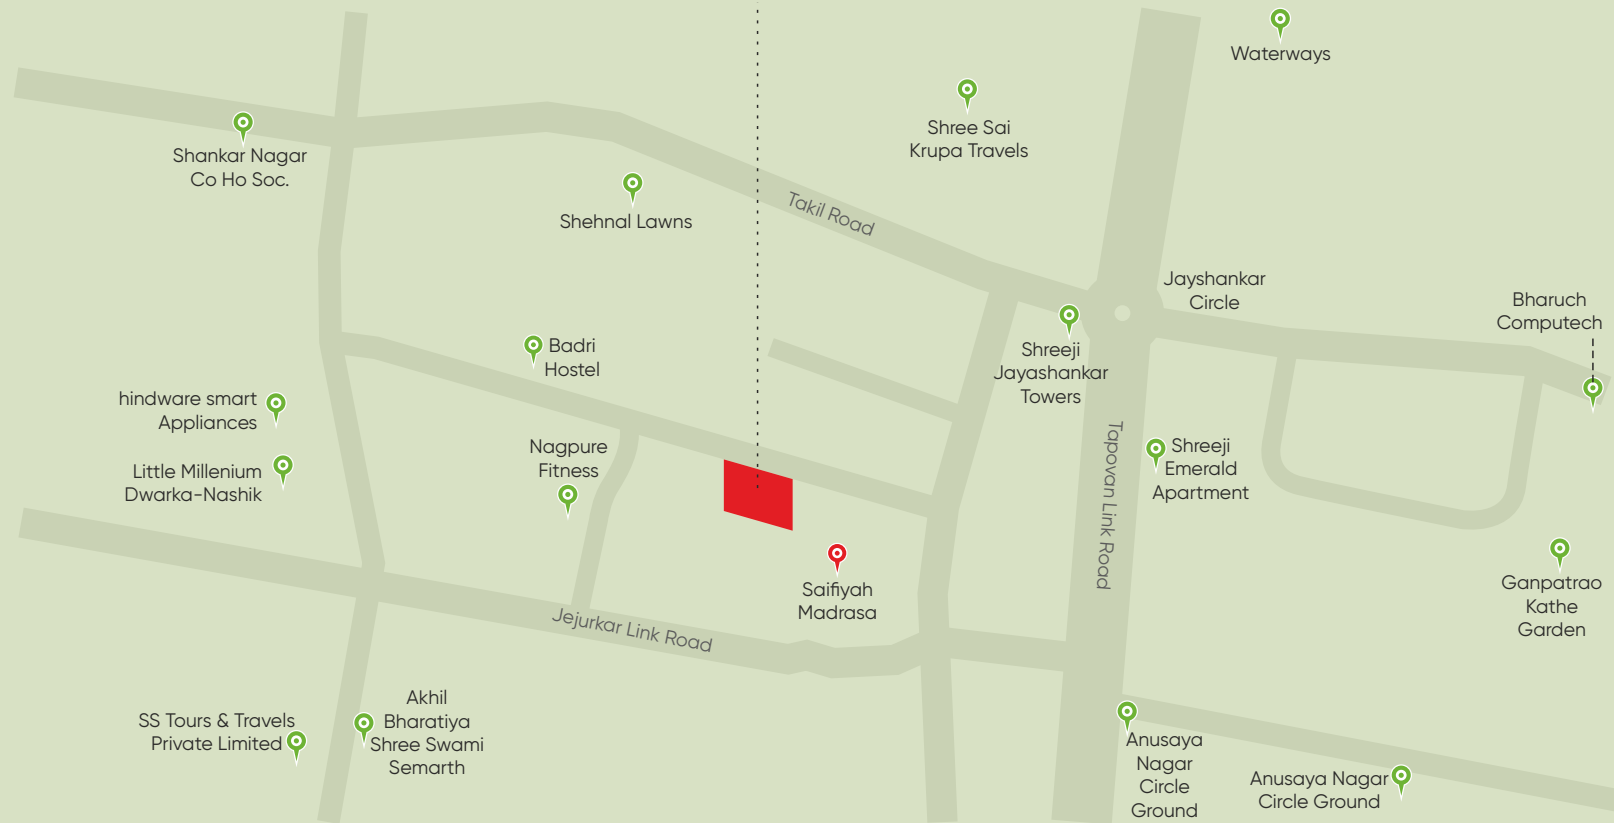 Waterways
Shree Sai
Krupa Travels
Shankar Nagar
Co Ho Soc.
Shehnal Lawns
Takil Road
Jayshankar
Circle
Bharuch
Computech
Badri
Hostel
Shreeji
Jayashankar
Towers
hindware smart
Appliances
Nagpure
Fitness
Little Millenium
Dwarka-Nashik
Tapovan Link Road
Shreeji
Emerald
Apartment
Saifiyah
Madrasa
Ganpatrao
Kathe
Garden
Jejurkar Link Road
SS Tours & Travels
Private Limited
Akhil
Bharatiya
Shree Swami
Semarth
Anusaya
Nagar
Circle
Ground
Anusaya Nagar
Circle Ground